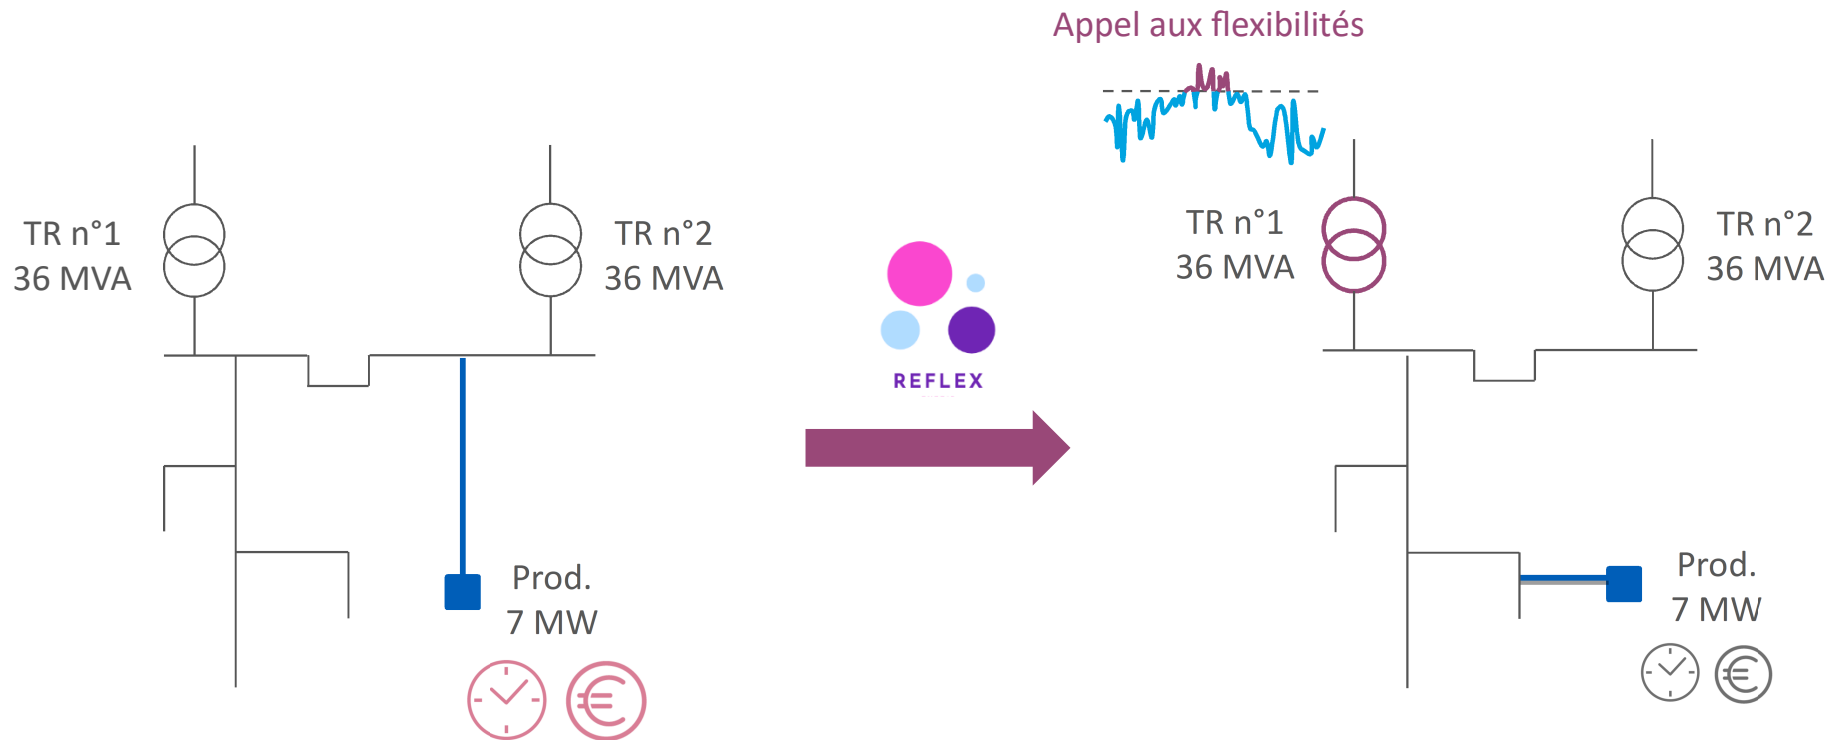 Appel aux flexibilités
TR n°1
36 MVA
TR n°2
36 MVA
REFLEX
TR n°1
36 MVA
TR n°2
36 MVA
Prod.
7 MW
Prod.
7 MW